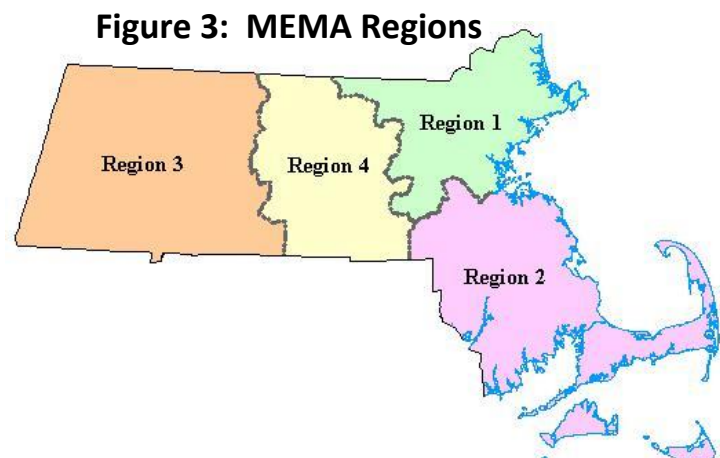 Figure 3:  MEMA Regions
Region 1
Region 3
Region 4
Region 2